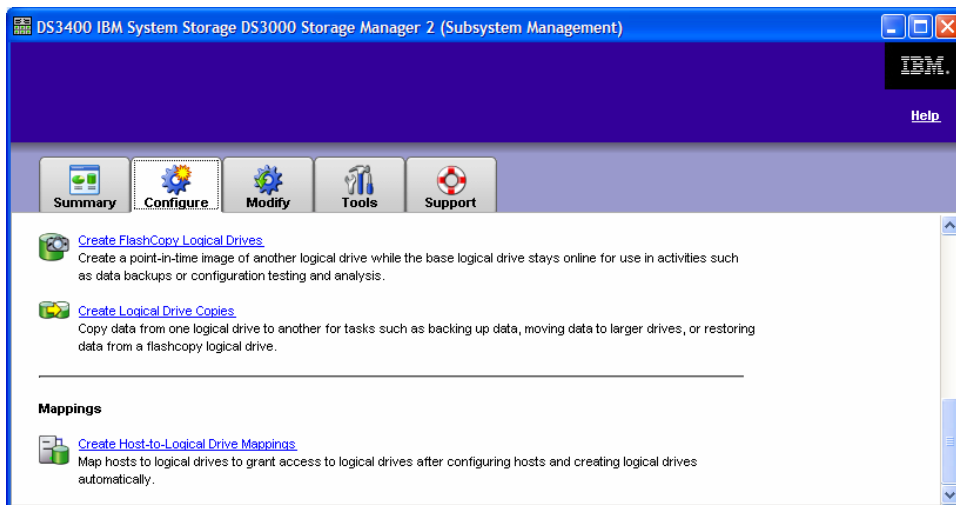 DS3400 IBM System Storage DS3000 Storage Manager 2 (Subsystem Management)
IBM.
Help
Summary
Configure
Modify
Tools
Support
Create FlashCopy Logical Drives
Create a point-in-time image of another logical drive while the base logical drive stays online for use in activities such
as data backups or configuration testing and analysis.
Create Logical Drive Copies
Copy data from one logical drive to another for tasks such as backing up data, moving data to larger drives, or restoring
data from a flashcopy logical drive.
Mappings
Create Host-to-Logical Drive Mappings
Map hosts to logical drives to grant access to logical drives after configuring hosts and creating logical drives
automatically.